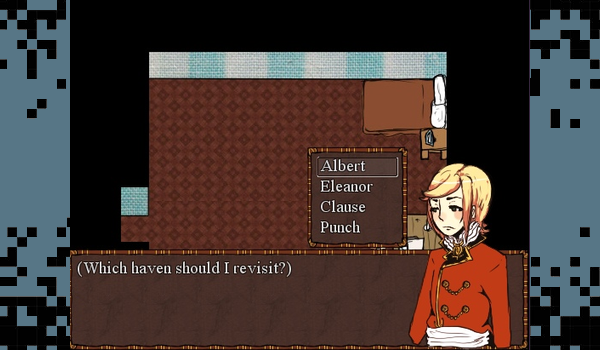 Albert
Eleanor
Clause
Punch
(Which haven should I revisit?)